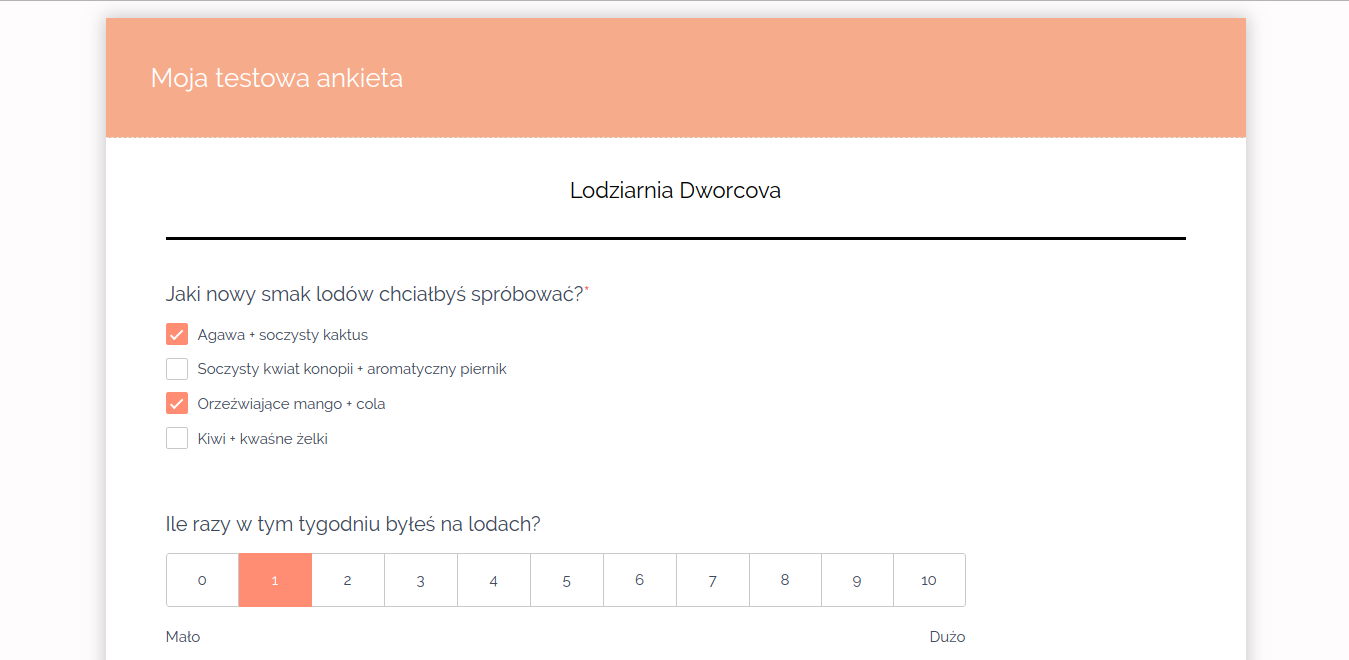 Moja testowa ankieta
Lodziarnia Dworcova
Jaki nowy smak lodów chciałbyś spróbować?*
Agawa + soczysty kaktus
Soczysty kwiat konopii + aromatyczny piernik
Orzeźwiające mango + cola
Kiwi + kwaśne żelki
Ile razy w tym tygodniu byłeś na lodach?
0 1 2 3 4 5 6 7 8 9 10
Mało Dużo